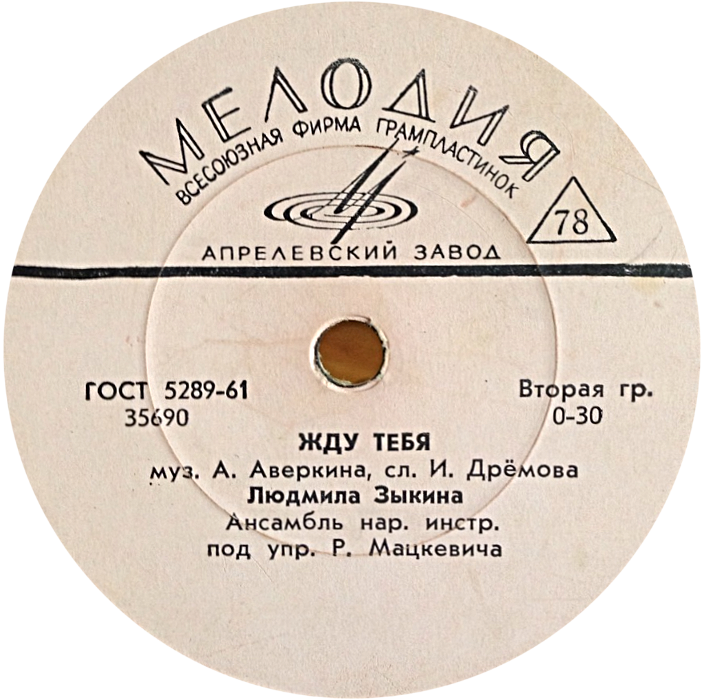 МЕЛОДИЯ
ВСЕСОЮЗНАЯ ФИРМА ГРАМПЛАСТИНОК
78
АПРЕЛЕВСКИЙ ЗАВОД
ГОСТ 5289-61
35690
Вторая гр.
0-30
ЖДУ ТЕБЯ
муз. А. Аверкина, сл. И. Дрёмова
Людмила Зыкина
Ансамбль нар. инстр.
под упр. Р. Мацкевича